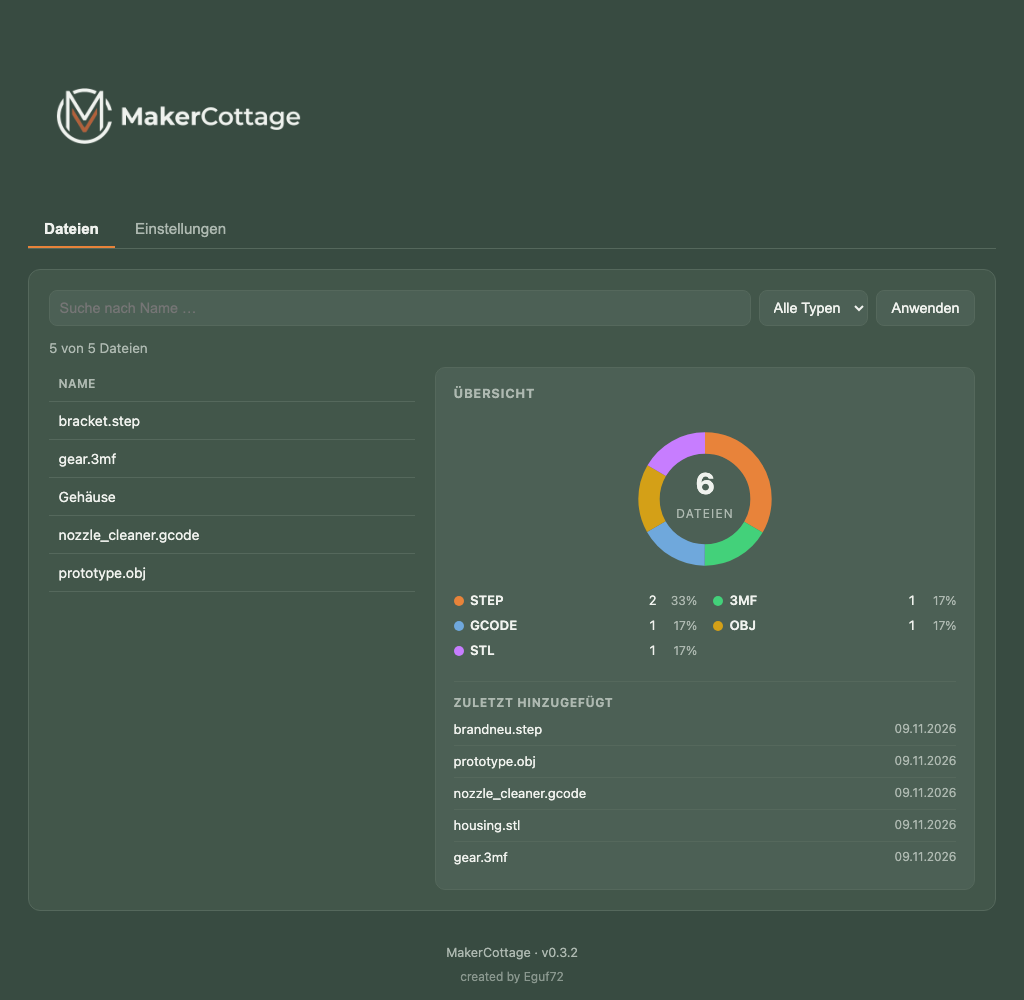 MakerCottage
Dateien Einstellungen
Suche nach Name ...
Alle Typen
Anwenden
5 von 5 Dateien
NAME
bracket.step
gear.3mf
Gehäuse
nozzle_cleaner.gcode
prototype.obj
ÜBERSICHT
6
DATEIEN
STEP 2 33% 3MF 1 17%
GCODE 1 17% OBJ 1 17%
STL 1 17%
ZULETZT HINZUGEFÜGT
brandneu.step 09.11.2026
prototype.obj 09.11.2026
nozzle_cleaner.gcode 09.11.2026
housing.stl 09.11.2026
gear.3mf 09.11.2026
MakerCottage · v0.3.2
created by Eguf72